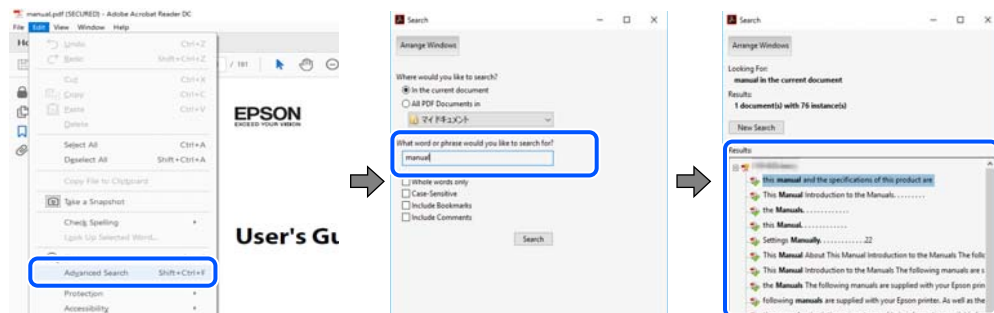 manual.pdf (SECURED) - Adobe Acrobat Reader DC
File Edit View Window Help
Undo Ctrl+Z
Redo Shift+Ctrl+Z
Cut Ctrl+X
Copy Ctrl+C
Paste Ctrl+V
Delete
Select All Ctrl+A
Deselect All Shift+Ctrl+A
Copy File to Clipboard
Take a Snapshot
Check Spelling
Look Up Selected Word...
Advanced Search Shift+Ctrl+F
Protection
Accessibility
/ 181
EPSON
EXCEED YOUR VISION
User's Gu
Search
Arrange Windows
Where would you like to search?
In the current document
All PDF Documents in
マイ ドキュメント
What word or phrase would you like to search for?
manual
Whole words only
Case-Sensitive
Include Bookmarks
Include Comments
Search
Search
Arrange Windows
Looking For:
manual in the current document
Results:
1 document(s) with 76 instance(s)
New Search
Results:
this manual and the specifications of this product are
This Manual Introduction to the Manuals. . . . . . . . .
the Manuals. . . . . . . . . . . . .
this Manual. . . . . . . . . . . . .
Settings Manually. . . . . . . . . . . . .22
This Manual About This Manual Introduction to the Manuals The follo
This Manual Introduction to the Manuals The following manuals are s
the Manuals The following manuals are supplied with your Epson prin
following manuals are supplied with your Epson printer. As well as the